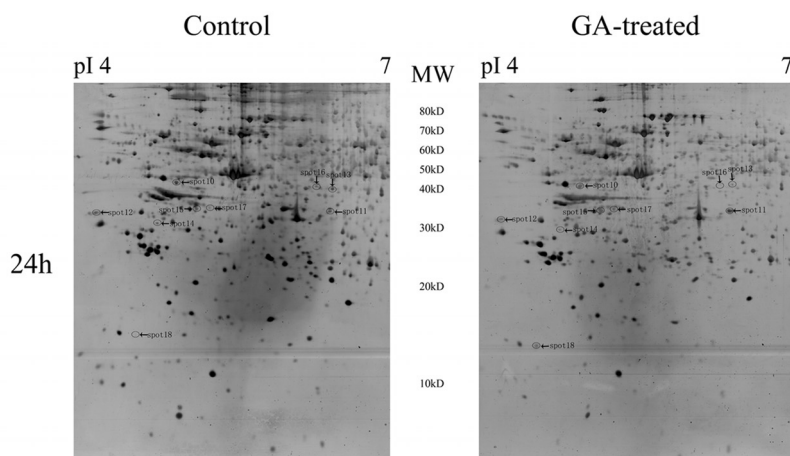 Control
GA-treated
pI 4
7
MW
pI 4
7
24h
80kD
70kD
60kD
50kD
40kD
30kD
20kD
10kD
spot16
spot13
spot10
spot12
spot15
spot17
spot11
spot14
spot18
spot16
spot13
spot10
spot12
spot17
spot11
spot14
spot18